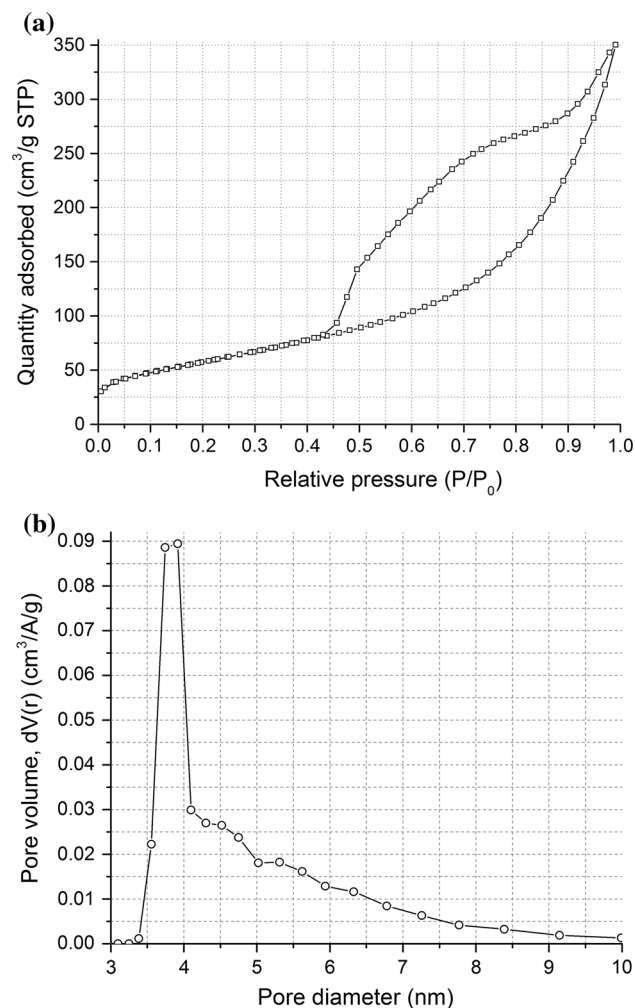 (a)
350
300
250
200
150
100
50
0
Quantity adsorbed (cm³/g STP)
0.0 0.1 0.2 0.3 0.4 0.5 0.6 0.7 0.8 0.9 1.0
Relative pressure (P/P₀)
(b)
0.09
0.08
0.07
0.06
0.05
0.04
0.03
0.02
0.01
0.00
Pore volume, dV(r) (cm³/A/g)
3 4 5 6 7 8 9 10
Pore diameter (nm)